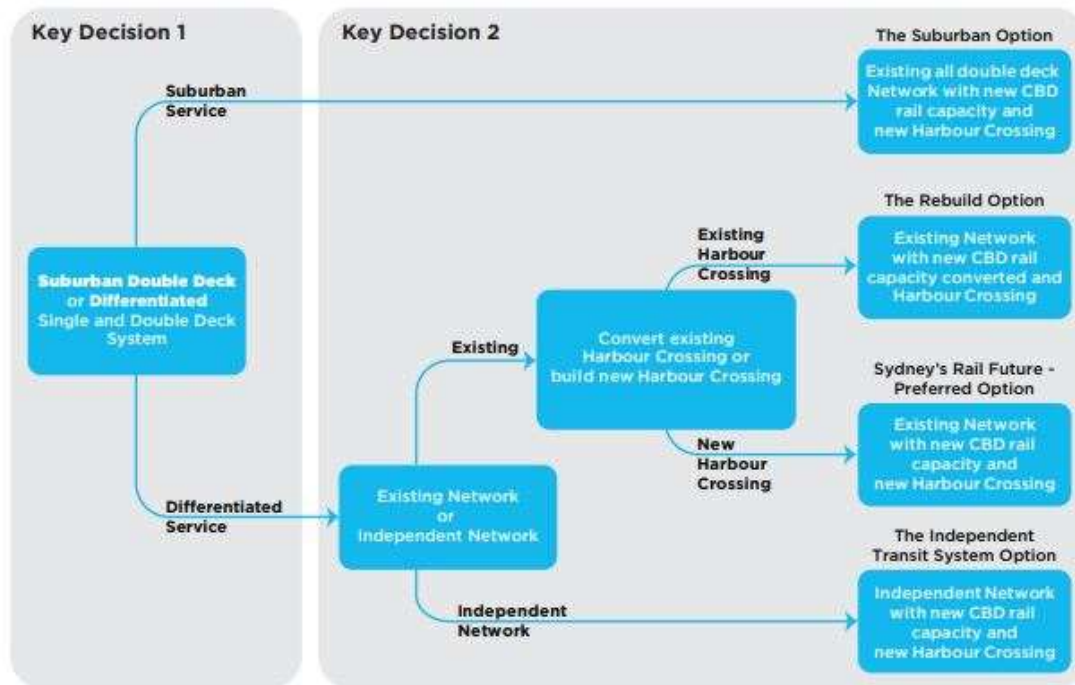 Key Decision 1
Key Decision 2
The Suburban Option
Suburban
Service
Existing all double deck
Network with new CBD
rail capacity and
new Harbour Crossing
The Rebuild Option
Existing
Harbour
Crossing
Existing Network
with new CBD rail
capacity converted and
Harbour Crossing
Suburban Double Deck
or Differentiated
Single and Double Deck
System
Existing
Convert existing
Harbour Crossing or
build new Harbour Crossing
Sydney's Rail Future -
Preferred Option
New
Harbour
Crossing
Existing Network
with new CBD rail
capacity and
new Harbour Crossing
Differentiated
Service
Existing Network
or
Independent Network
The Independent
Transit System Option
Independent
Network
Independent Network
with new CBD rail
capacity and
new Harbour Crossing